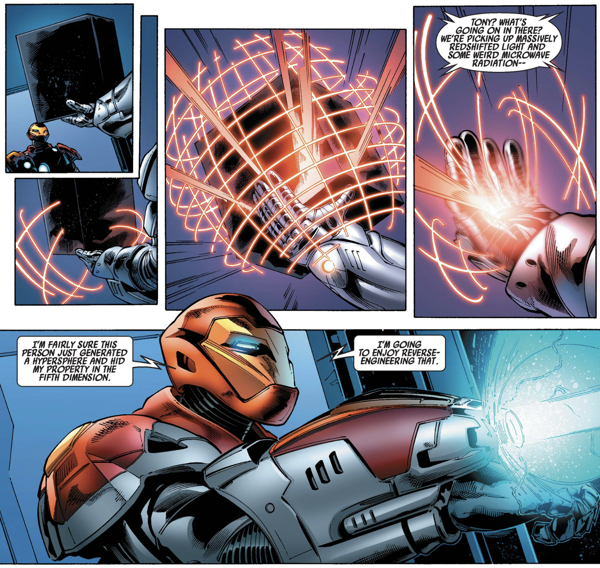 TONY? WHAT'S
GOING ON IN THERE?
WE'RE PICKING UP MASSIVELY
REDSHIFTED LIGHT AND
SOME WEIRD MICROWAVE
RADIATION--
I'M FAIRLY SURE THIS
PERSON JUST GENERATED
A HYPERSPHERE AND HID
MY PROPERTY IN THE
FIFTH DIMENSION.
I'M GOING
TO ENJOY REVERSE-
ENGINEERING THAT.